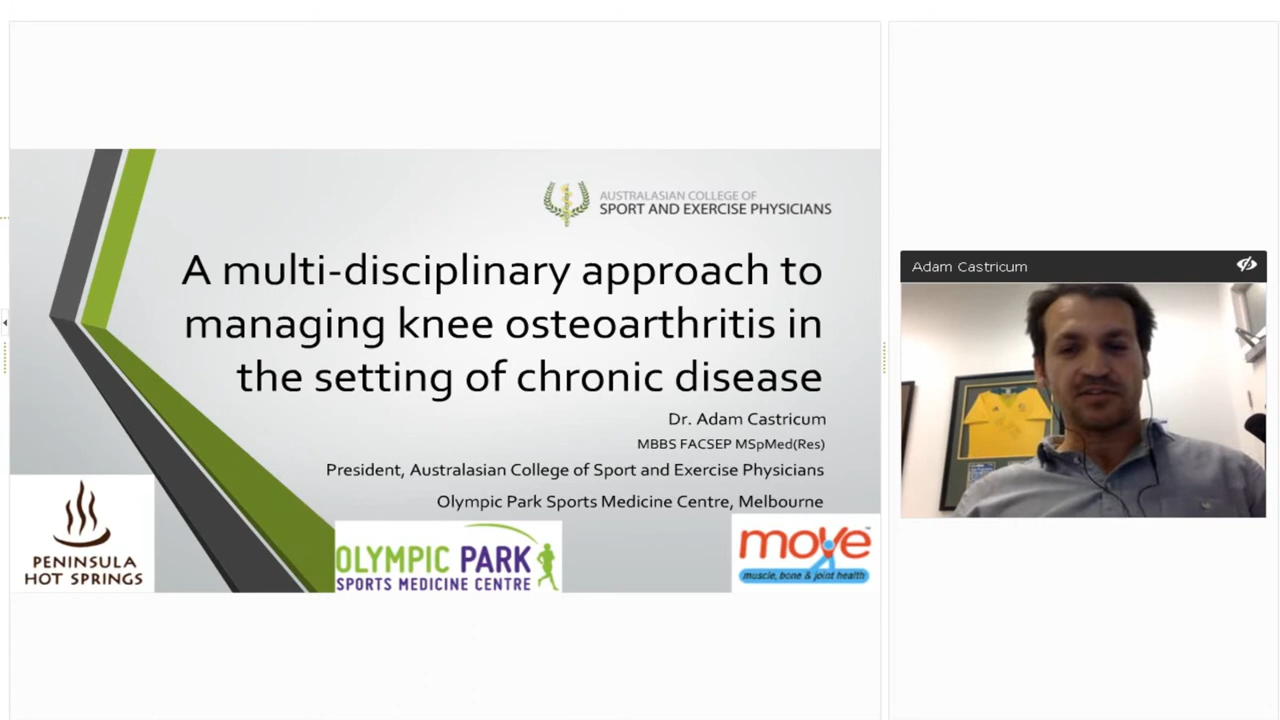 AUSTRALASIAN COLLEGE OF
SPORT AND EXERCISE PHYSICIANS
A multi-disciplinary approach to
managing knee osteoarthritis in
the setting of chronic disease
Dr. Adam Castricum
MBBS FACSEP MSpMed(Res)
President, Australasian College of Sport and Exercise Physicians
Olympic Park Sports Medicine Centre, Melbourne
PENINSULA
HOT SPRINGS
OLYMPIC PARK
SPORTS MEDICINE CENTRE
move
muscle, bone & joint health
Adam Castricum